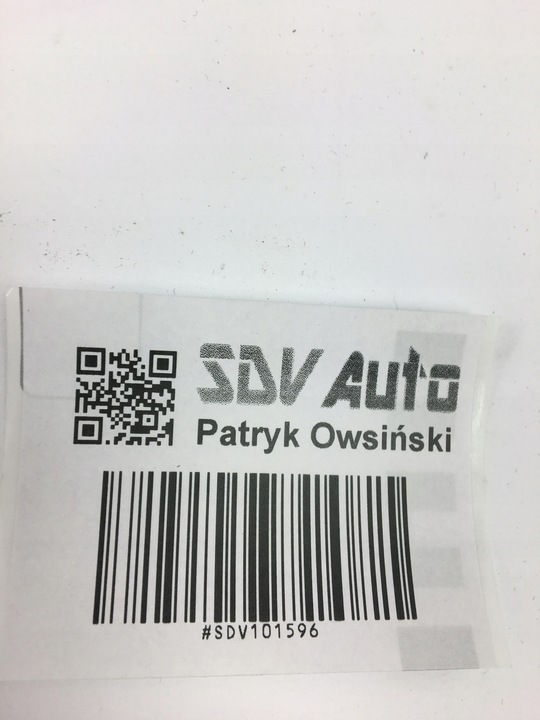 SDV Auto
Patryk Owsiński
#SDV101596